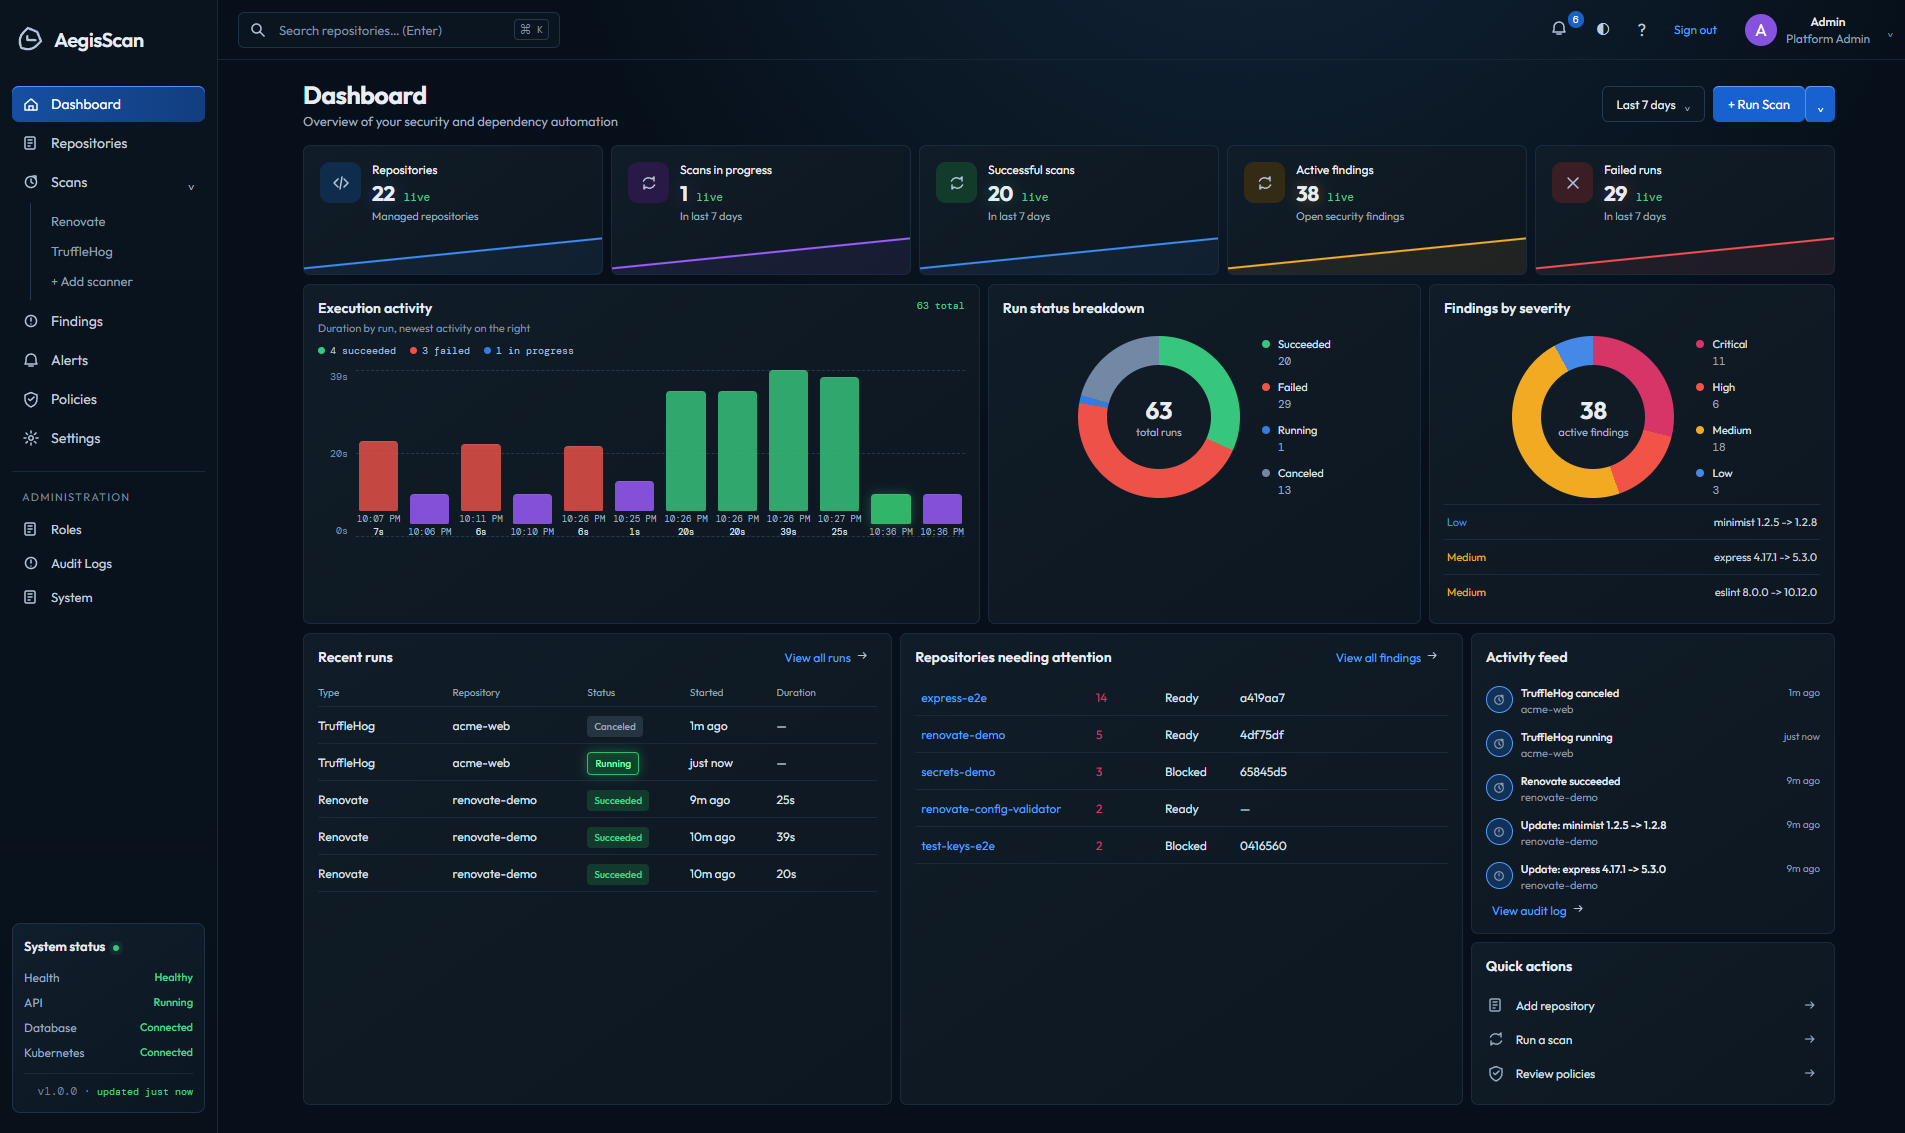 AegisScan
Search repositories... (Enter)
⌘ K
6
?
Sign out
A
Admin
Platform Admin
Dashboard
Repositories
Scans
Renovate
TruffleHog
+ Add scanner
Findings
Alerts
Policies
Settings
ADMINISTRATION
Roles
Audit Logs
System
System status
Health Healthy
API Running
Database Connected
Kubernetes Connected
v1.0.0 · updated just now
Dashboard
Overview of your security and dependency automation
Last 7 days
+ Run Scan
Repositories
22 live
Managed repositories
Scans in progress
1 live
In last 7 days
Successful scans
20 live
In last 7 days
Active findings
38 live
Open security findings
Failed runs
29 live
In last 7 days
Execution activity
63 total
Duration by run, newest activity on the right
4 succeeded 3 failed 1 in progress
39s
20s
0s
10:07 PM 7s
10:06 PM
10:11 PM 6s
10:10 PM
10:26 PM 6s
10:25 PM 1s
10:26 PM 20s
10:26 PM 20s
10:26 PM 39s
10:27 PM 25s
10:36 PM
10:36 PM
Run status breakdown
63
total runs
Succeeded
20
Failed
29
Running
1
Canceled
13
Findings by severity
38
active findings
Critical
11
High
6
Medium
18
Low
3
Low minimist 1.2.5 -> 1.2.8
Medium express 4.17.1 -> 5.3.0
Medium eslint 8.0.0 -> 10.12.0
Recent runs
View all runs →
Type Repository Status Started Duration
TruffleHog acme-web Canceled 1m ago —
TruffleHog acme-web Running just now —
Renovate renovate-demo Succeeded 9m ago 25s
Renovate renovate-demo Succeeded 10m ago 39s
Renovate renovate-demo Succeeded 10m ago 20s
Repositories needing attention
View all findings →
express-e2e 14 Ready a419aa7
renovate-demo 5 Ready 4df75df
secrets-demo 3 Blocked 65845d5
renovate-config-validator 2 Ready —
test-keys-e2e 2 Blocked 0416560
Activity feed
TruffleHog canceled 1m ago
acme-web
TruffleHog running just now
acme-web
Renovate succeeded 9m ago
renovate-demo
Update: minimist 1.2.5 -> 1.2.8 9m ago
renovate-demo
Update: express 4.17.1 -> 5.3.0 9m ago
renovate-demo
View audit log →
Quick actions
Add repository →
Run a scan →
Review policies →